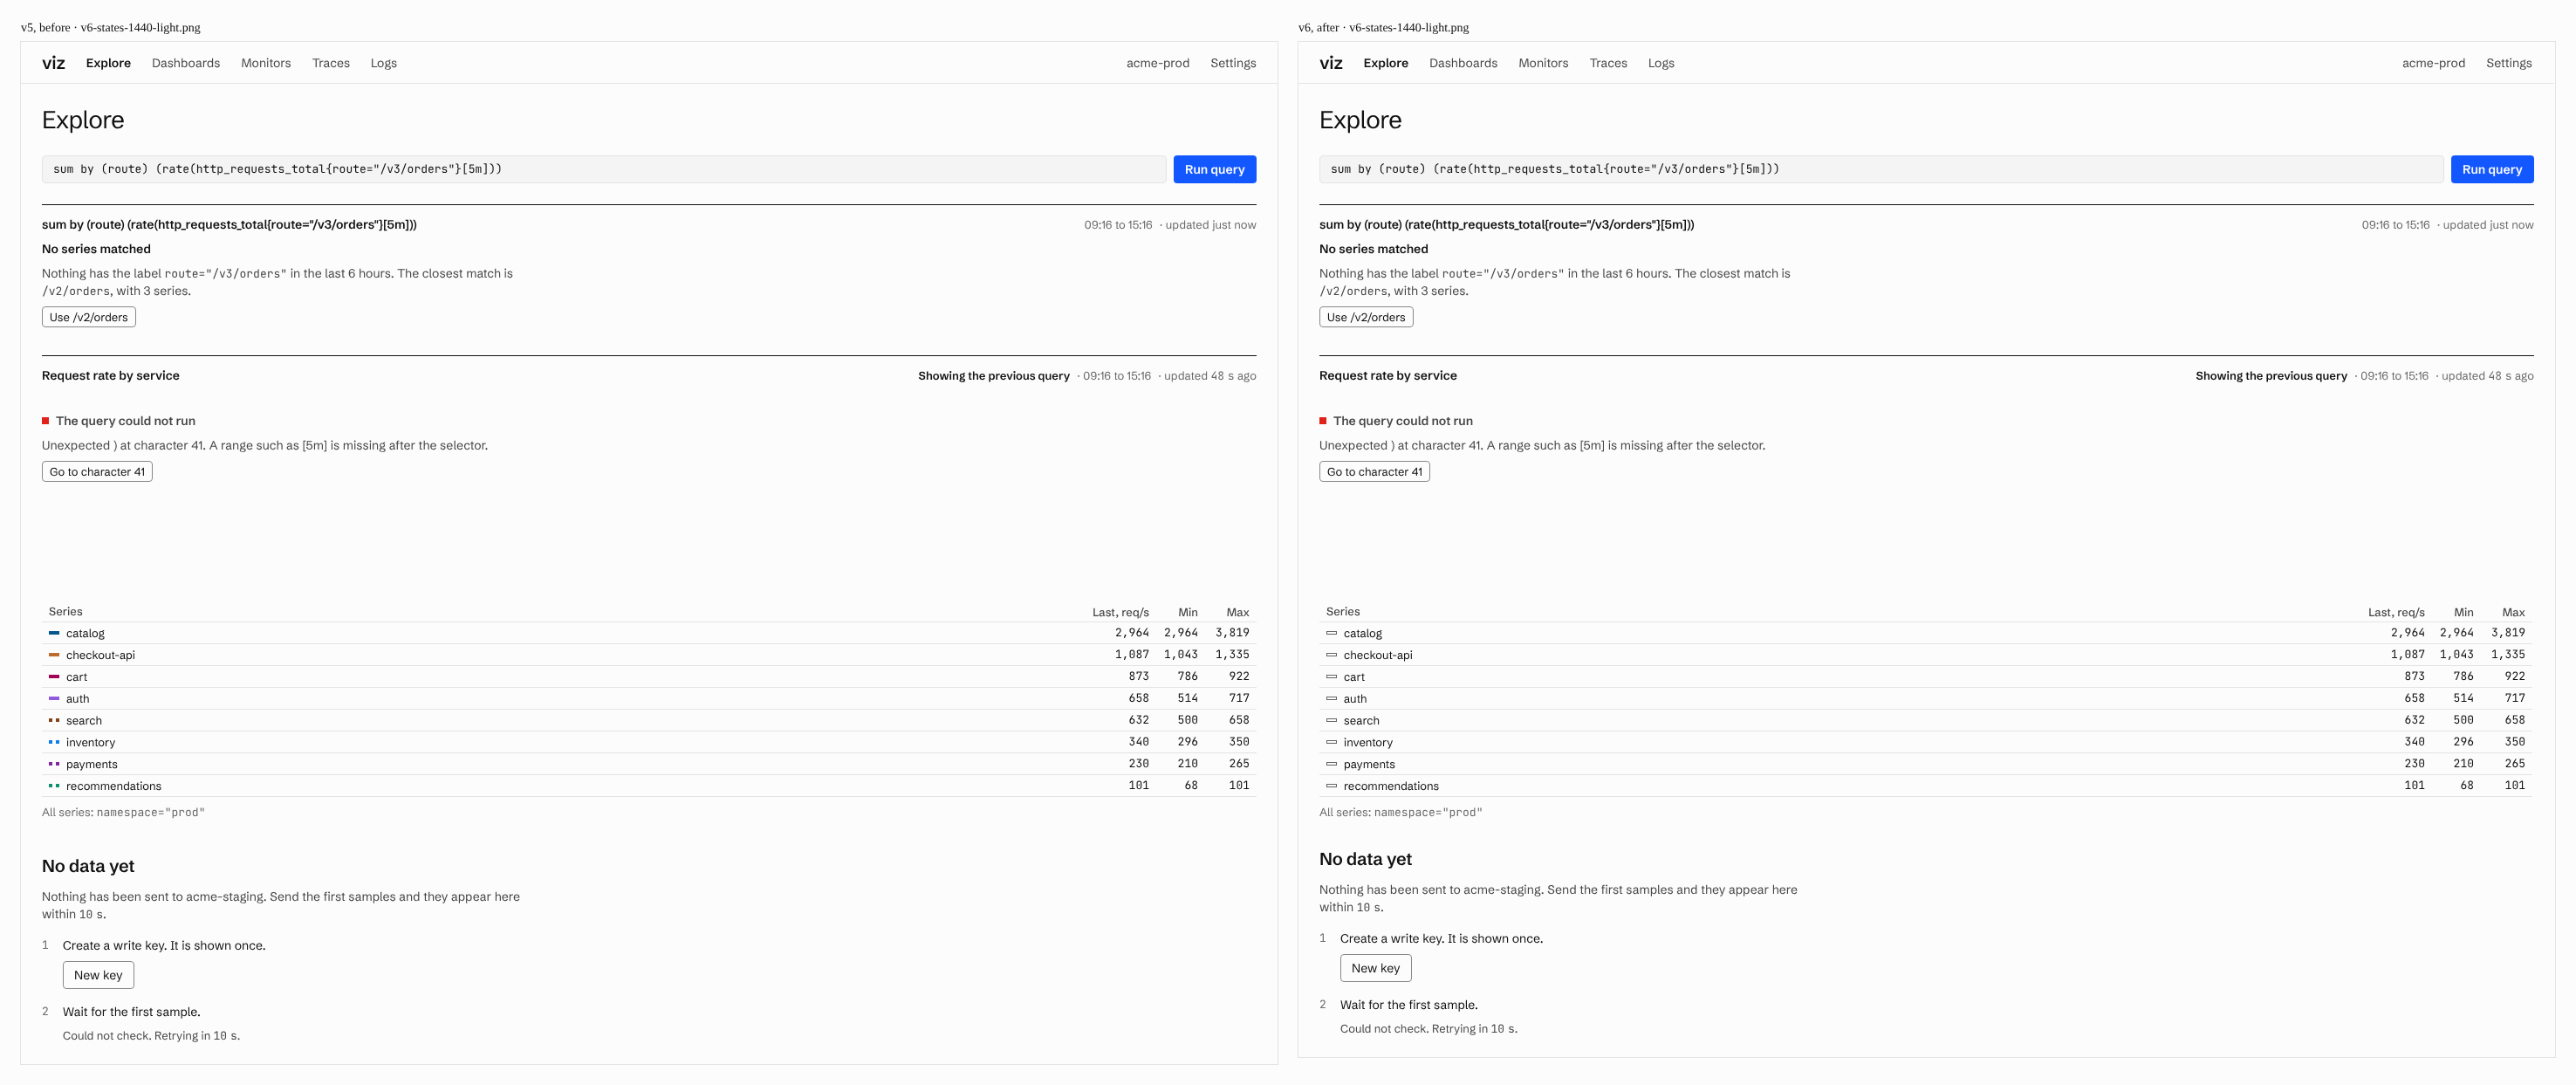 v5, before · v6-states-1440-light.png
viz Explore Dashboards Monitors Traces Logs acme-prod Settings
Explore
sum by (route) (rate(http_requests_total{route="/v3/orders"}[5m])) Run query
sum by (route) (rate(http_requests_total{route="/v3/orders"}[5m])) 09:16 to 15:16 · updated just now
No series matched
Nothing has the label route="/v3/orders" in the last 6 hours. The closest match is
/v2/orders, with 3 series.
Use /v2/orders
Request rate by service Showing the previous query · 09:16 to 15:16 · updated 48 s ago
The query could not run
Unexpected ) at character 41. A range such as [5m] is missing after the selector.
Go to character 41
Series Last, req/s Min Max
catalog 2,964 2,964 3,819
checkout-api 1,087 1,043 1,335
cart 873 786 922
auth 658 514 717
search 632 500 658
inventory 340 296 350
payments 230 210 265
recommendations 101 68 101
All series: namespace="prod"
No data yet
Nothing has been sent to acme-staging. Send the first samples and they appear here
within 10 s.
1 Create a write key. It is shown once.
New key
2 Wait for the first sample.
Could not check. Retrying in 10 s.
v6, after · v6-states-1440-light.png
viz Explore Dashboards Monitors Traces Logs acme-prod Settings
Explore
sum by (route) (rate(http_requests_total{route="/v3/orders"}[5m])) Run query
sum by (route) (rate(http_requests_total{route="/v3/orders"}[5m])) 09:16 to 15:16 · updated just now
No series matched
Nothing has the label route="/v3/orders" in the last 6 hours. The closest match is
/v2/orders, with 3 series.
Use /v2/orders
Request rate by service Showing the previous query · 09:16 to 15:16 · updated 48 s ago
The query could not run
Unexpected ) at character 41. A range such as [5m] is missing after the selector.
Go to character 41
Series Last, req/s Min Max
catalog 2,964 2,964 3,819
checkout-api 1,087 1,043 1,335
cart 873 786 922
auth 658 514 717
search 632 500 658
inventory 340 296 350
payments 230 210 265
recommendations 101 68 101
All series: namespace="prod"
No data yet
Nothing has been sent to acme-staging. Send the first samples and they appear here
within 10 s.
1 Create a write key. It is shown once.
New key
2 Wait for the first sample.
Could not check. Retrying in 10 s.